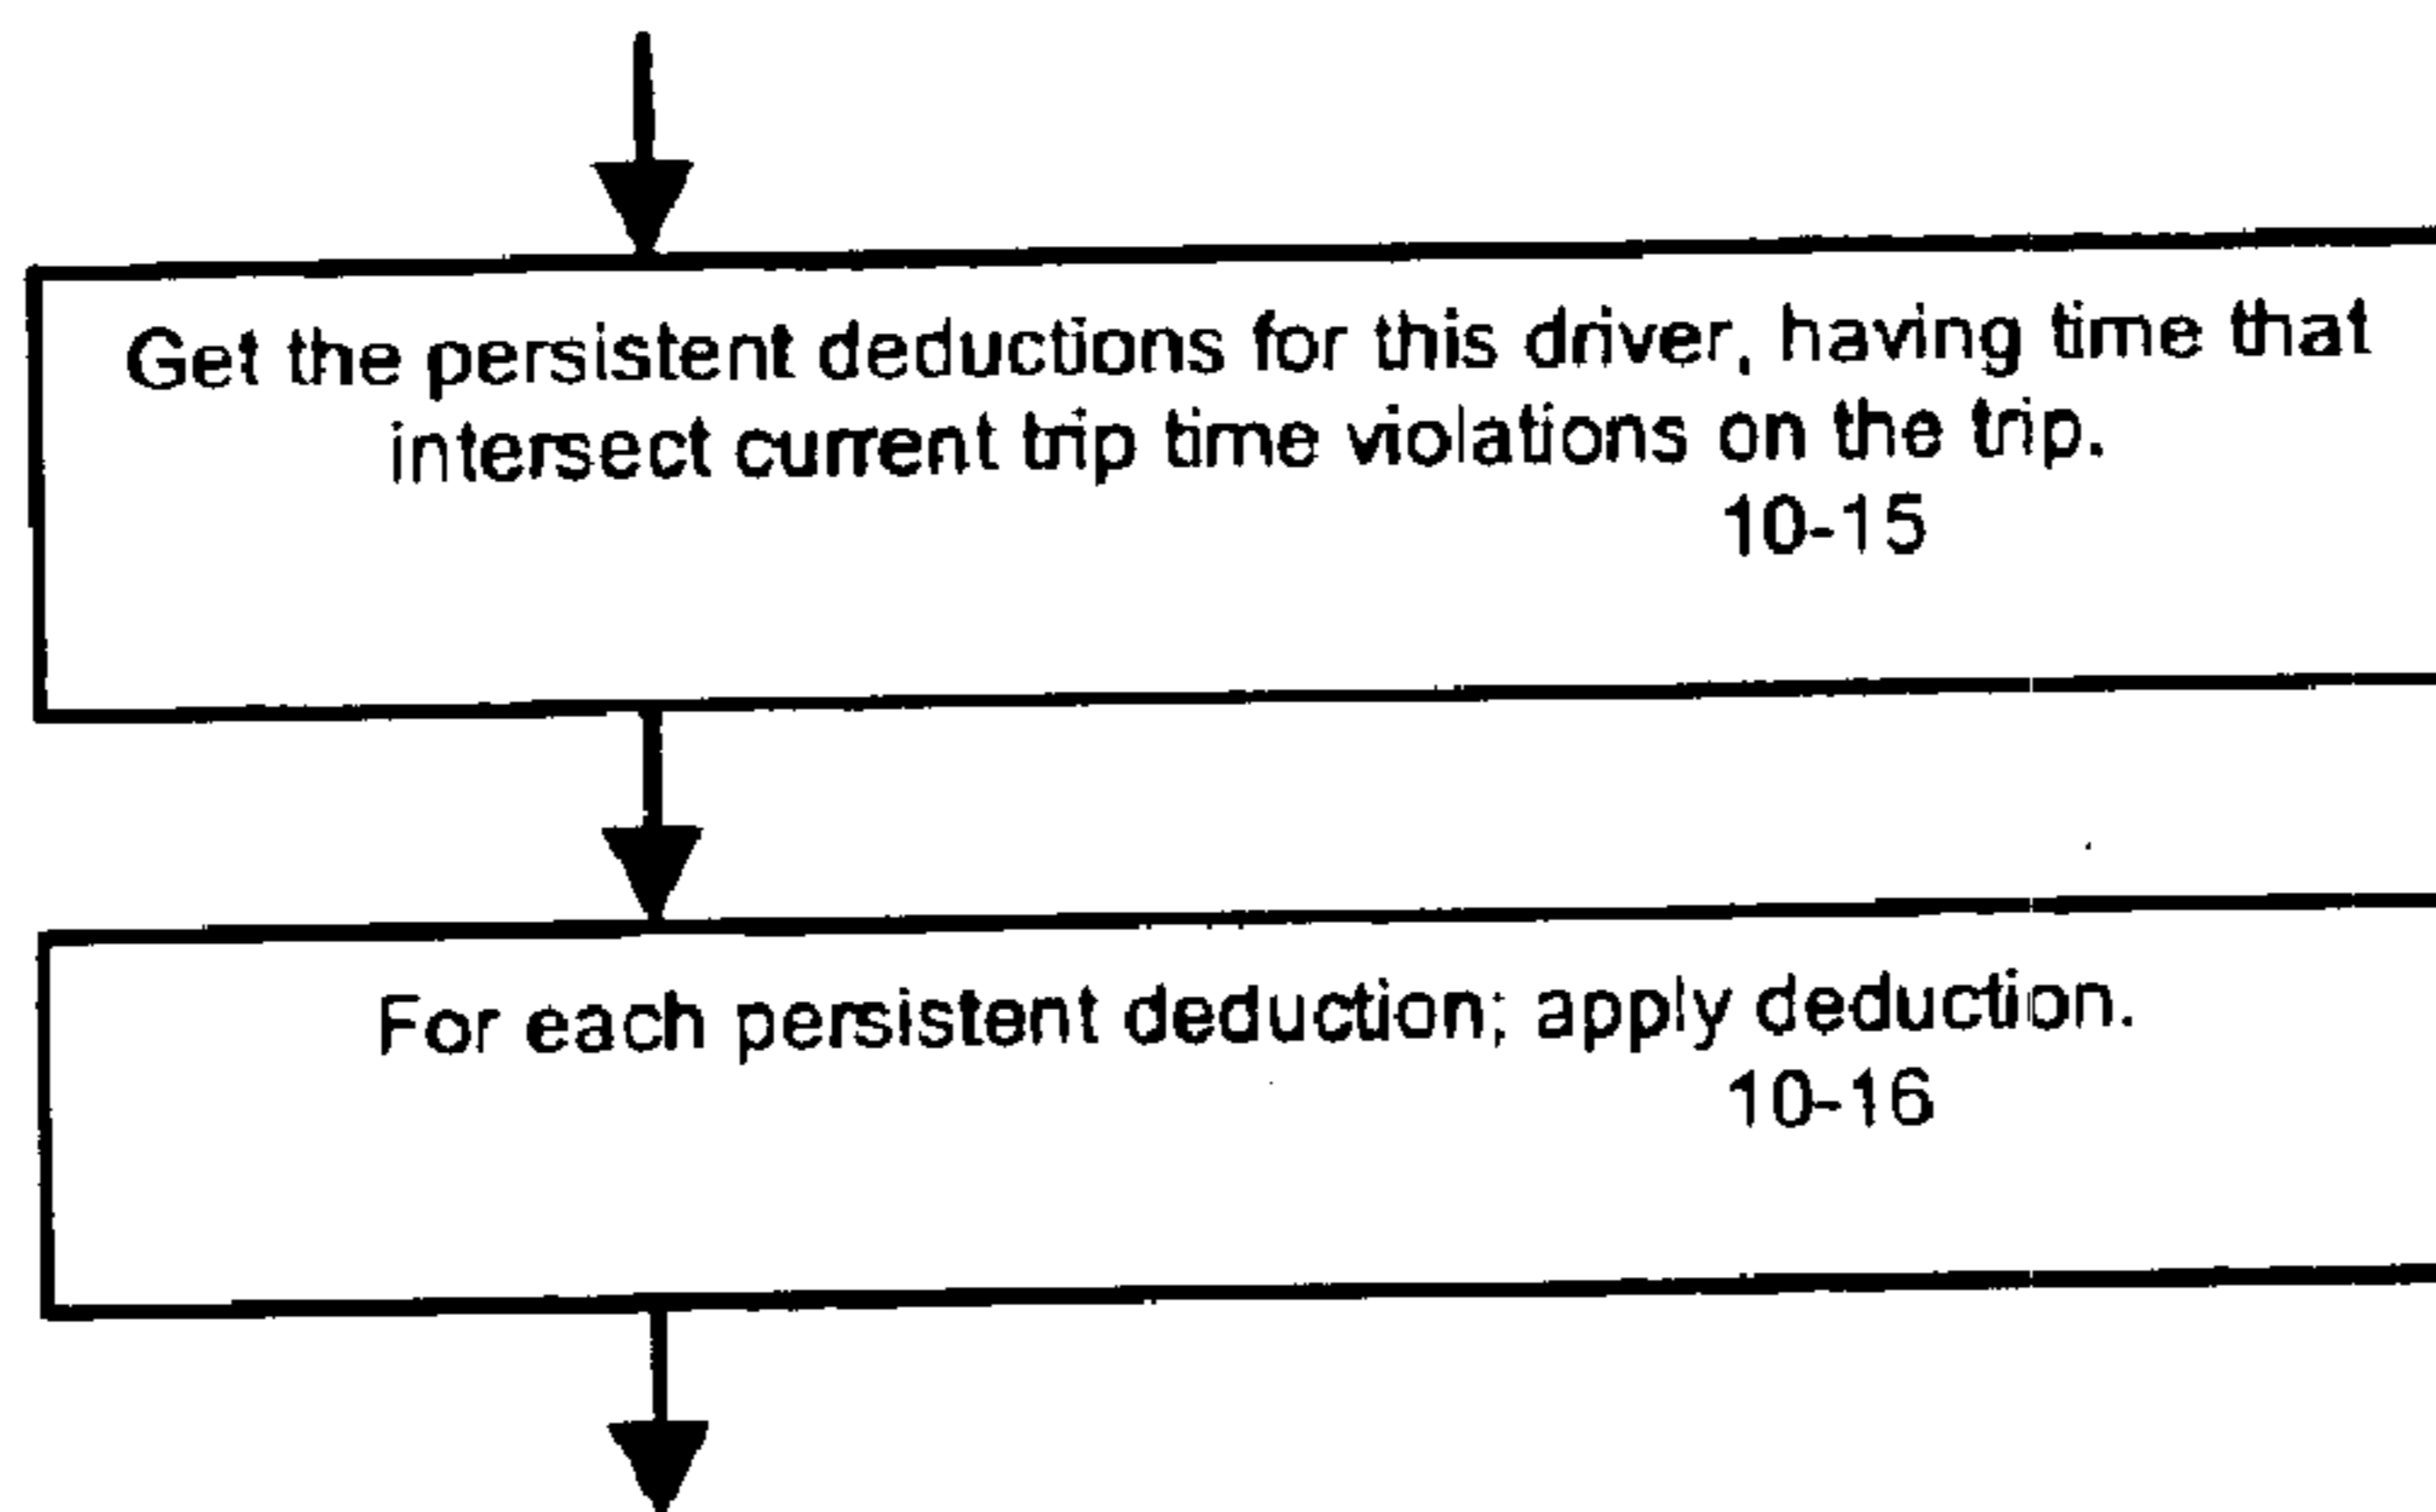 Get the persistent deductions for this driver, having time that
intersect current trip time violations on the trip.
10-15
For each persistent deduction; apply deduction.
10-16